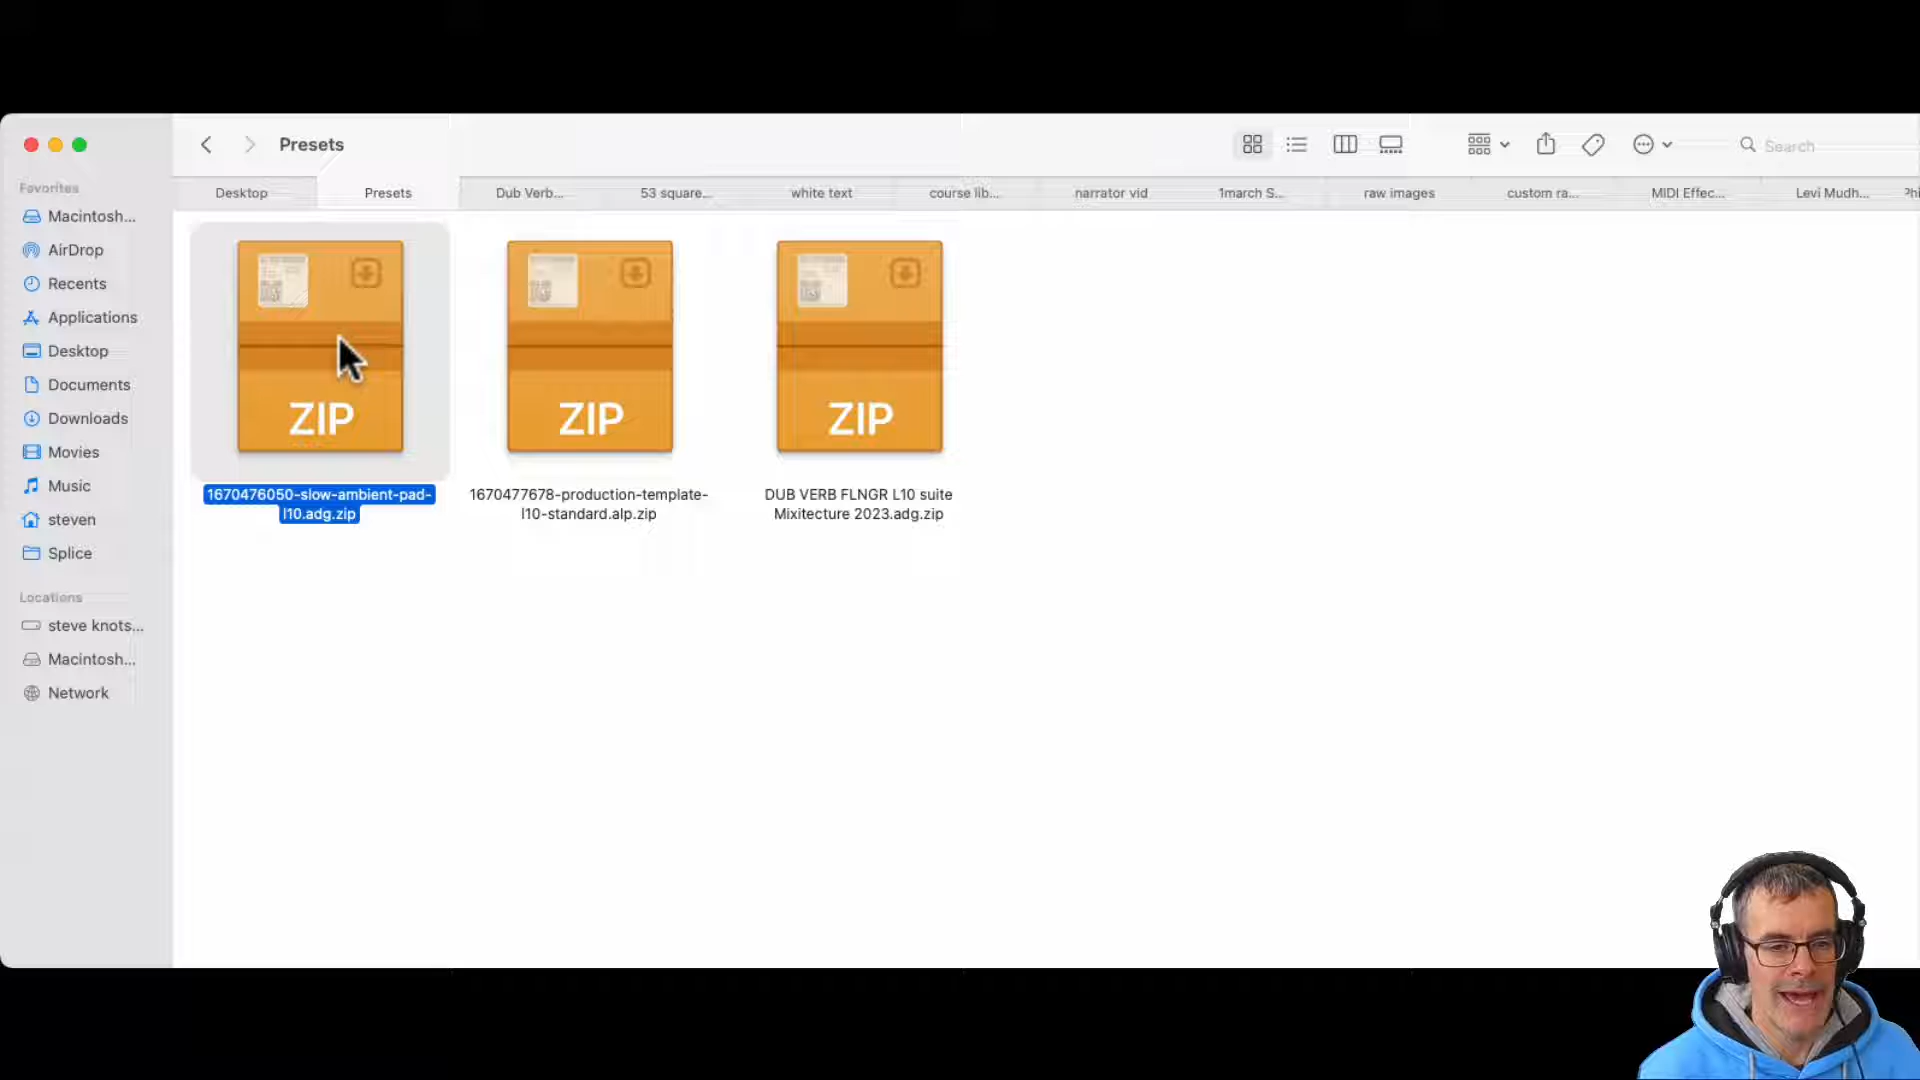 Presets
Search
Desktop
Presets
Dub Verb...
53 square...
white text
course lib...
narrator vid
1march S...
raw images
custom ra...
MIDI Effec...
Levi Mudh...
Favorites
Macintosh...
AirDrop
Recents
Applications
Desktop
Documents
Downloads
Movies
Music
steven
Splice
Locations
steve knots...
Macintosh...
Network
ZIP
ZIP
ZIP
1670476050-slow-ambient-pad-
l10.adg.zip
1670477678-production-template-
l10-standard.alp.zip
DUB VERB FLNGR L10 suite
Mixitecture 2023.adg.zip